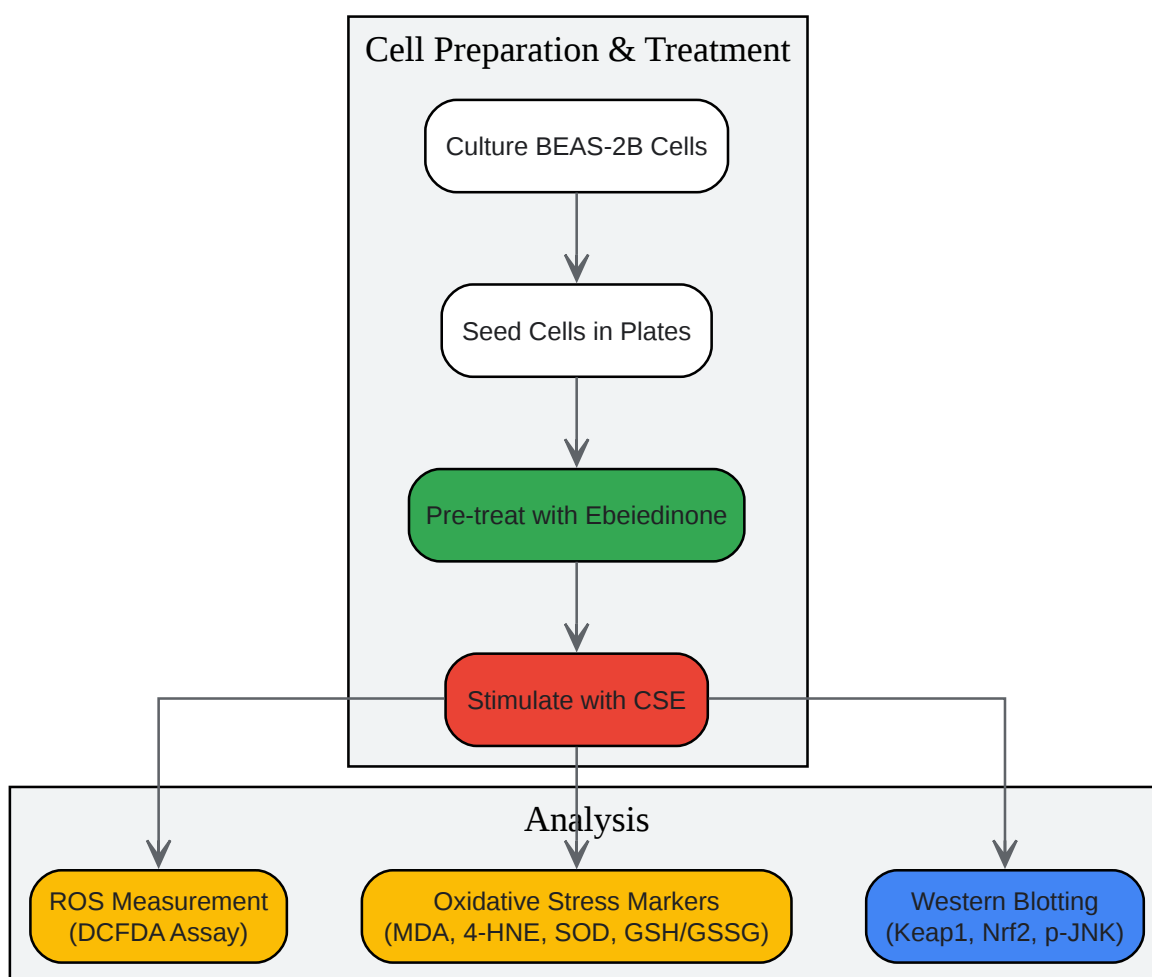 Cell Preparation & Treatment
Culture BEAS-2B Cells
Seed Cells in Plates
Pre-treat with Ebeiedinone
Stimulate with CSE
Analysis
ROS Measurement
(DCFDA Assay)
Oxidative Stress Markers
(MDA, 4-HNE, SOD, GSH/GSSG)
Western Blotting
(Keap1, Nrf2, p-JNK)